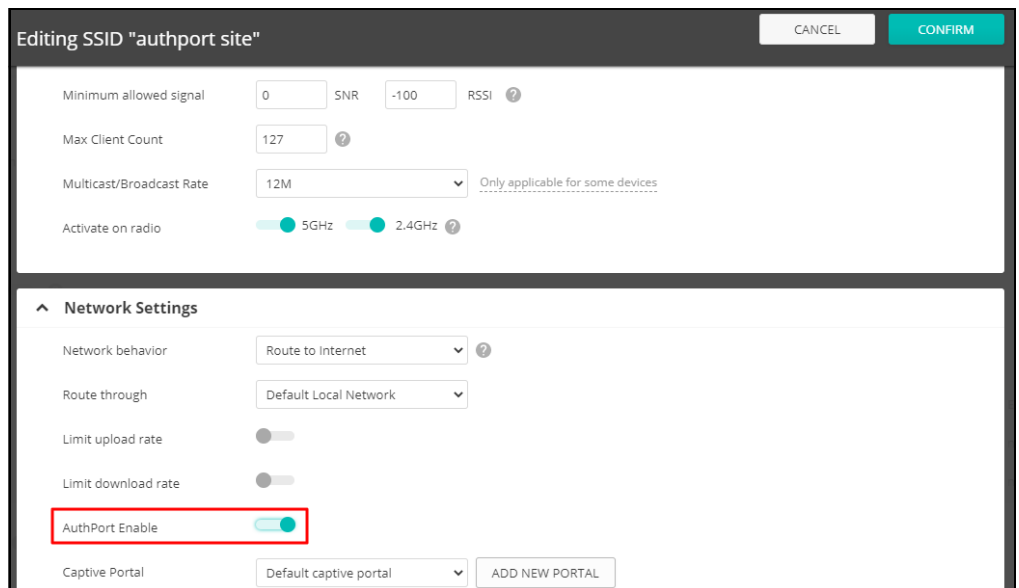 Editing SSID "authport site"
CANCEL
CONFIRM
Minimum allowed signal 0 SNR -100 RSSI ?
Max Client Count 127 ?
Multicast/Broadcast Rate 12M Only applicable for some devices
Activate on radio 5GHz 2.4GHz ?
Network Settings
Network behavior Route to Internet ?
Route through Default Local Network
Limit upload rate
Limit download rate
AuthPort Enable
Captive Portal Default captive portal ADD NEW PORTAL